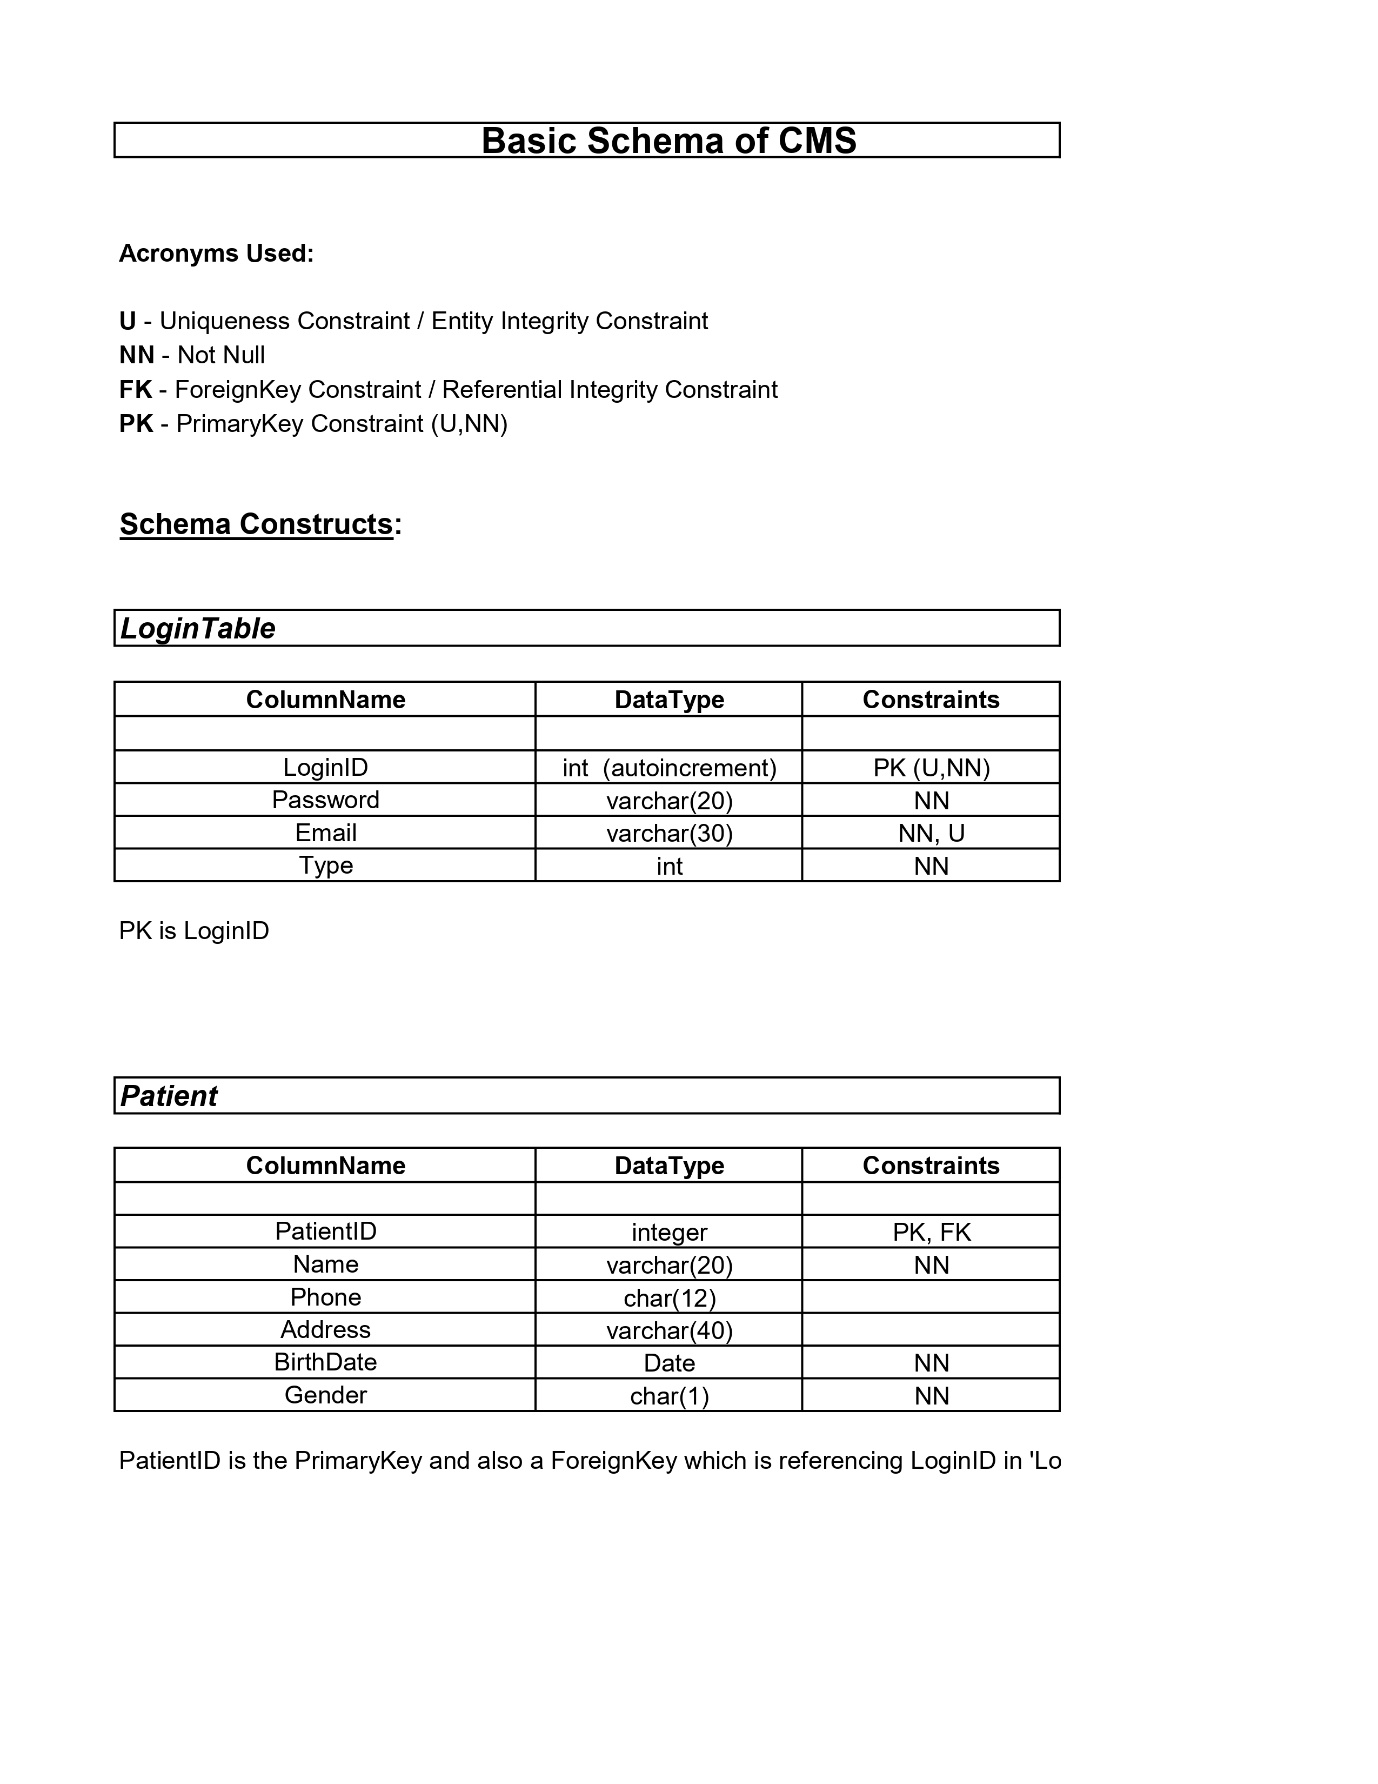 Basic Schema of CMS
Acronyms Used:
U - Uniqueness Constraint / Entity Integrity Constraint
NN - Not Null
FK - ForeignKey Constraint / Referential Integrity Constraint
PK - PrimaryKey Constraint (U,NN)
Schema Constructs:
LoginTable
ColumnName DataType Constraints
LoginID int (autoincrement) PK (U,NN)
Password varchar(20) NN
Email varchar(30) NN, U
Type int NN
PK is LoginID
Patient
ColumnName DataType Constraints
PatientID integer PK, FK
Name varchar(20) NN
Phone char(12)
Address varchar(40)
BirthDate Date NN
Gender char(1) NN
PatientID is the PrimaryKey and also a ForeignKey which is referencing LoginID in 'Lo